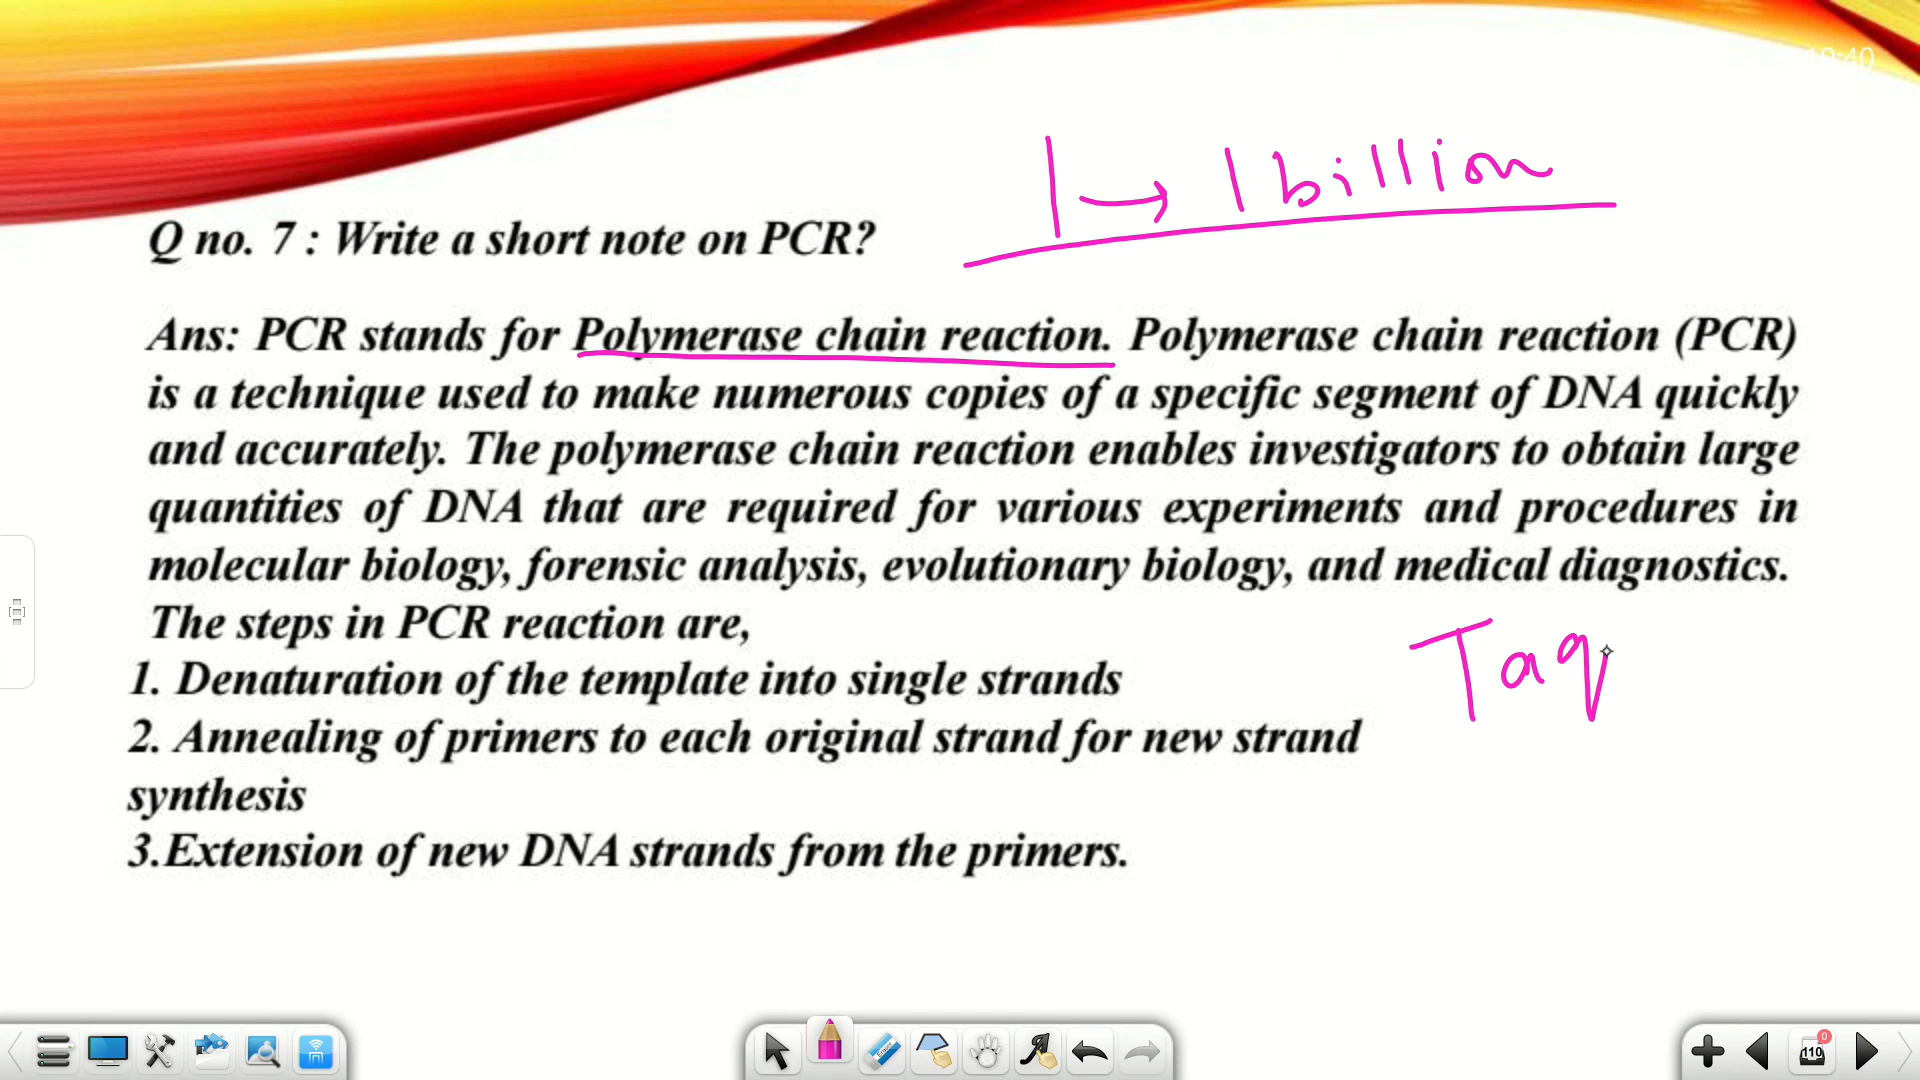 10:40
1 → 1 billion
Q no. 7 : Write a short note on PCR?
Ans: PCR stands for Polymerase chain reaction. Polymerase chain reaction (PCR)
is a technique used to make numerous copies of a specific segment of DNA quickly
and accurately. The polymerase chain reaction enables investigators to obtain large
quantities of DNA that are required for various experiments and procedures in
molecular biology, forensic analysis, evolutionary biology, and medical diagnostics.
The steps in PCR reaction are,
Taq
1. Denaturation of the template into single strands
2. Annealing of primers to each original strand for new strand
synthesis
3.Extension of new DNA strands from the primers.
0
110